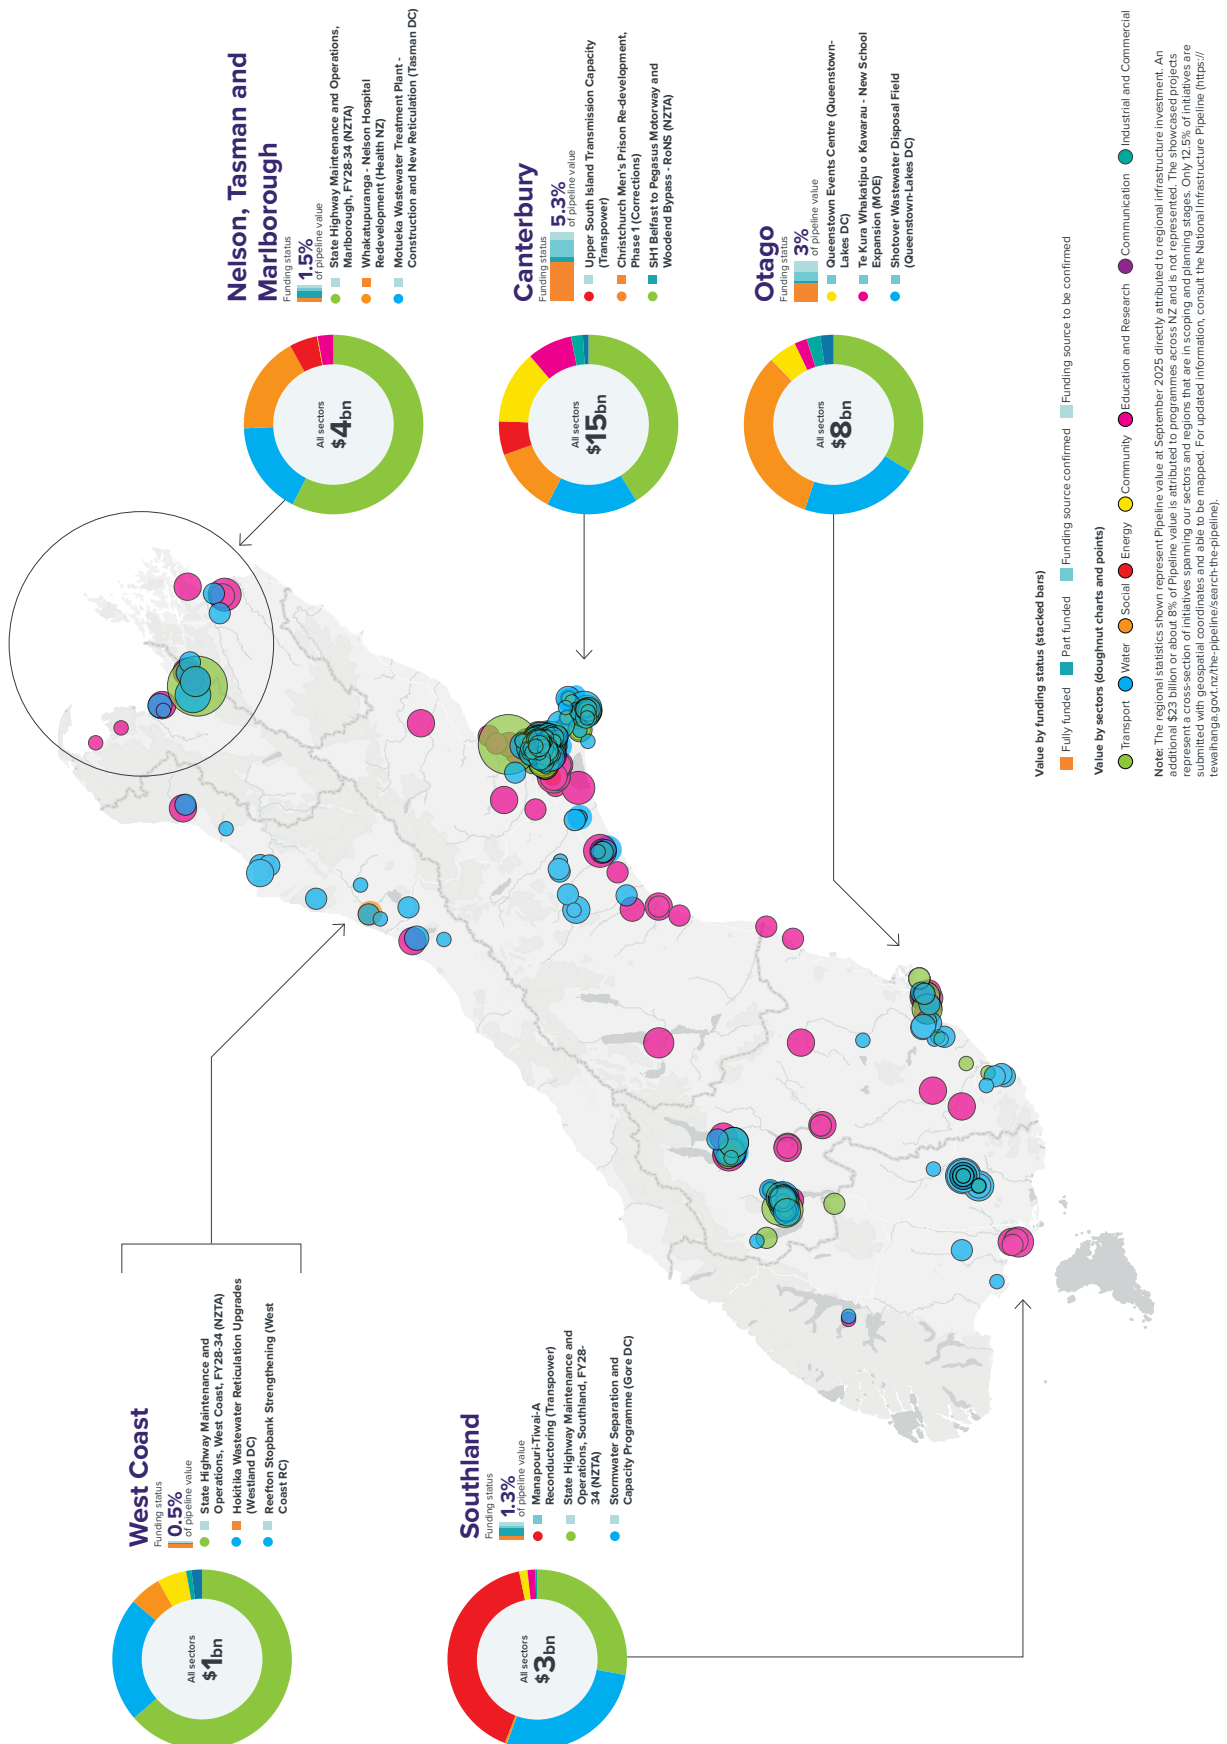 West Coast
Funding status
0.5%
of pipeline value
State Highway Maintenance and
Operations, West Coast, FY28-34 (NZTA)
Hokitika Wastewater Reticulation Upgrades
(Westland DC)
Reefton Stopbank Strengthening (West
Coast RC)
All sectors
$1bn
Nelson, Tasman and
Marlborough
Funding status
1.5%
of pipeline value
State Highway Maintenance and Operations,
Marlborough, FY28-34 (NZTA)
Whakatupuranga - Nelson Hospital
Redevelopment (Health NZ)
Motueka Wastewater Treatment Plant -
Construction and New Reticulation (Tasman DC)
All sectors
$4bn
Southland
Funding status
1.3%
of pipeline value
Manapouri-Tiwai-A
Reconductoring (Transpower)
State Highway Maintenance and
Operations, Southland, FY28-
34 (NZTA)
Stormwater Separation and
Capacity Programme (Gore DC)
All sectors
$3bn
Canterbury
Funding status
5.3%
of pipeline value
Upper South Island Transmission Capacity
(Transpower)
Christchurch Men's Prison Re-development,
Phase 1 (Corrections)
SH1 Belfast to Pegasus Motorway and
Woodend Bypass - RoNS (NZTA)
All sectors
$15bn
Otago
Funding status
3%
of pipeline value
Queenstown Events Centre (Queenstown-
Lakes DC)
Te Kura Whakatipu o Kawarau - New School
Expansion (MOE)
Shotover Wastewater Disposal Field
(Queenstown-Lakes DC)
All sectors
$8bn
Value by funding status (stacked bars)
Fully funded Part funded Funding source confirmed Funding source to be confirmed
Value by sectors (doughnut charts and points)
Transport Water Social Energy Community Education and Research Communication Industrial and Commercial
Note: The regional statistics shown represent Pipeline value at September 2025 directly attributed to regional infrastructure investment. An
additional $23 billion or about 8% of Pipeline value is attributed to programmes across NZ and is not represented. The showcased projects
represent a cross-section of initiatives spanning our sectors and regions that are in scoping and planning stages. Only 12.5% of initiatives are
submitted with geospatial coordinates and able to be mapped. For updated information, consult the National Infrastructure Pipeline (https://
tewaihanga.govt.nz/the-pipeline/search-the-pipeline).